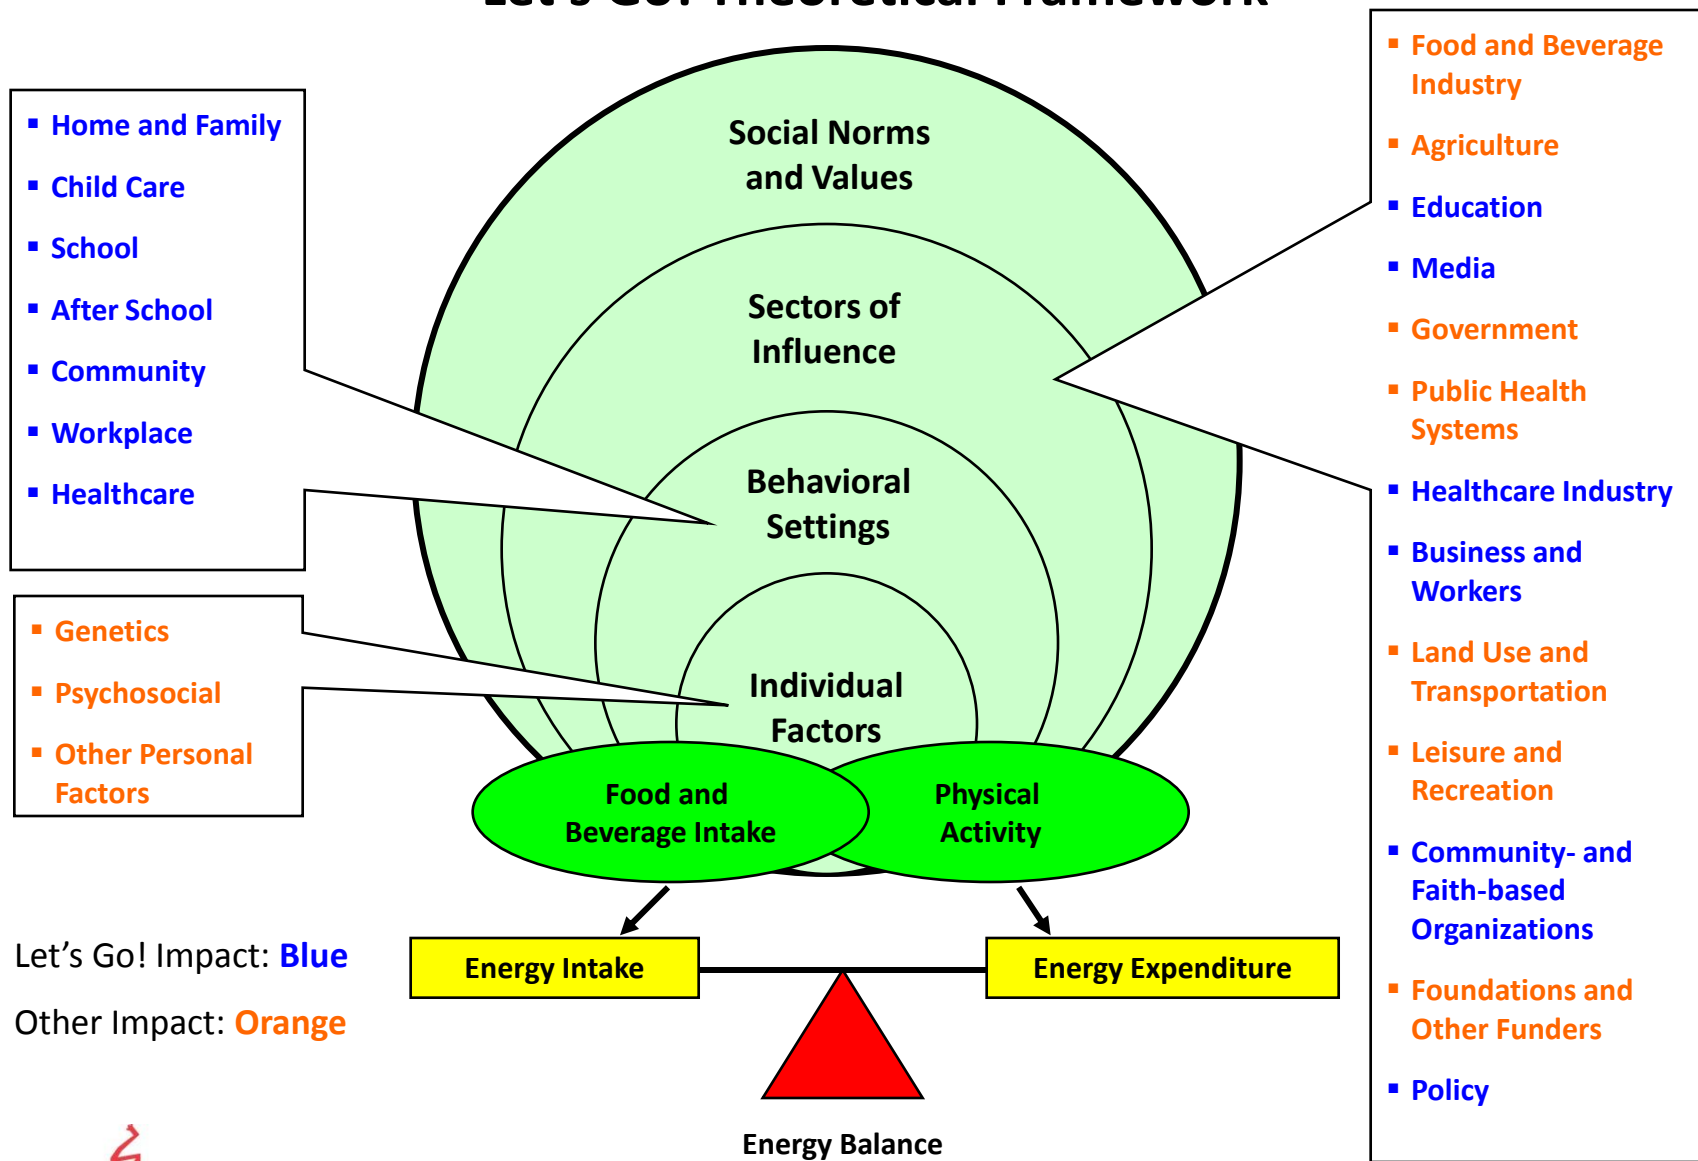 Let's Go! Theoretical Framework
▪ Home and Family
▪ Child Care
▪ School
▪ After School
▪ Community
▪ Workplace
▪ Healthcare
▪ Genetics
▪ Psychosocial
▪ Other Personal
Factors
Social Norms
and Values
Sectors of
Influence
Behavioral
Settings
Individual
Factors
Food and
Beverage Intake
Physical
Activity
Energy Intake
Energy Expenditure
Energy Balance
▪ Food and Beverage
Industry
▪ Agriculture
▪ Education
▪ Media
▪ Government
▪ Public Health
Systems
▪ Healthcare Industry
▪ Business and
Workers
▪ Land Use and
Transportation
▪ Leisure and
Recreation
▪ Community- and
Faith-based
Organizations
▪ Foundations and
Other Funders
▪ Policy
Let’s Go! Impact: Blue
Other Impact: Orange